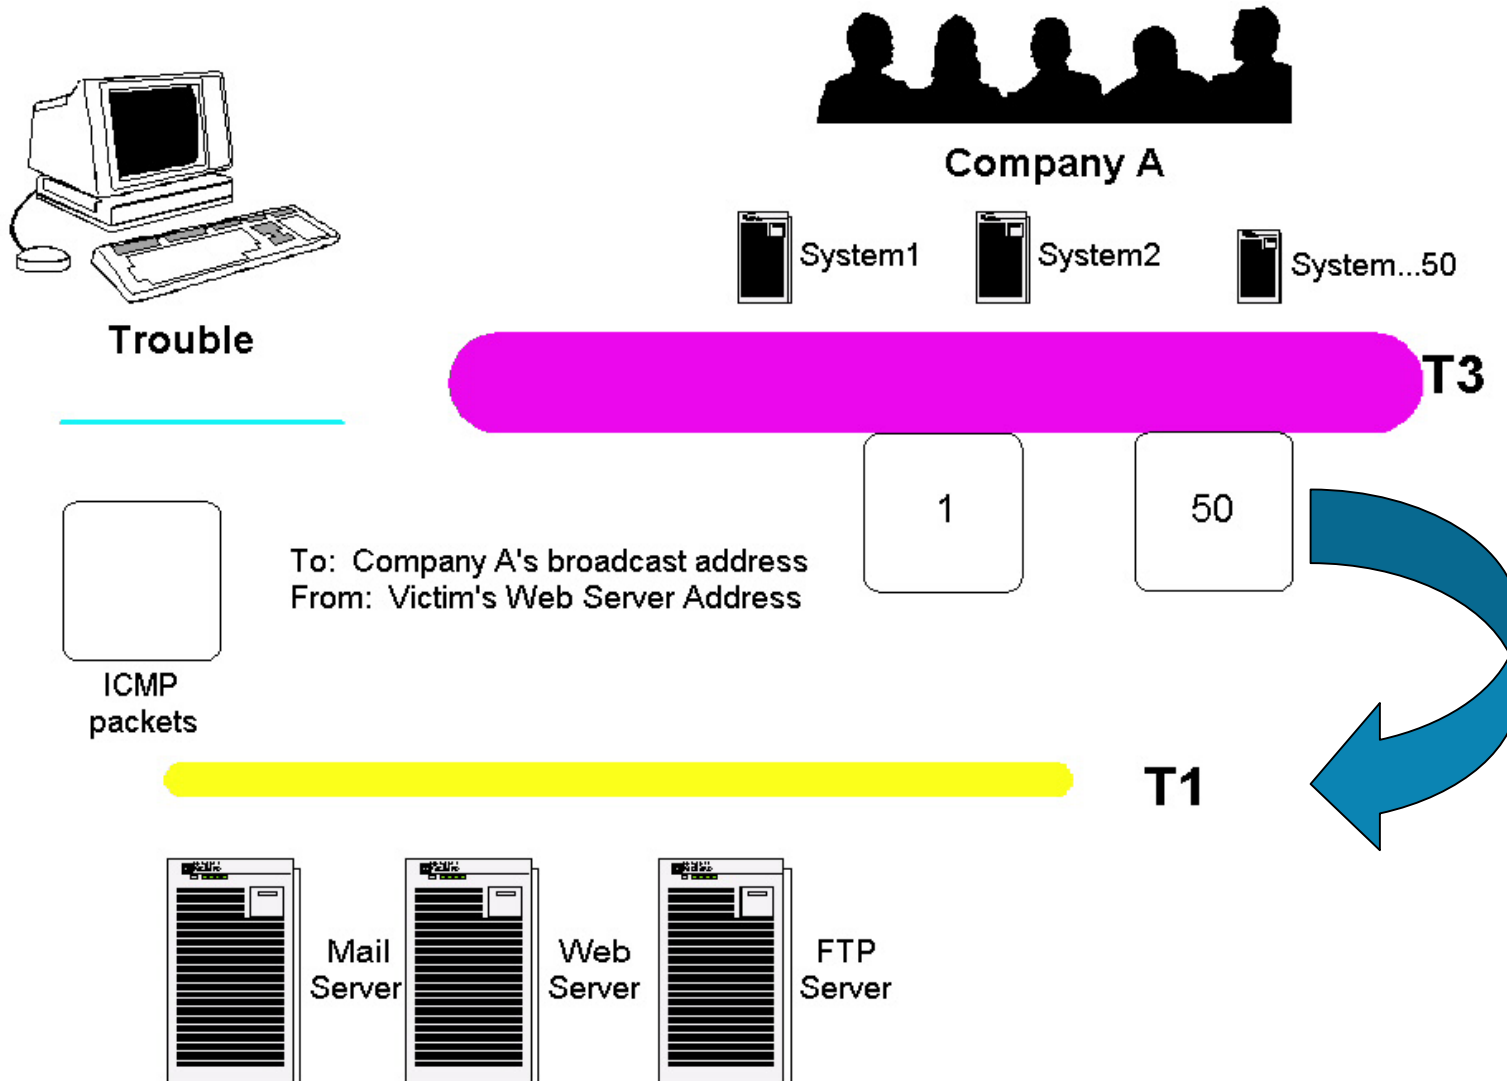 Company A
System1
System2
System...50
Trouble
T3
1
50
To: Company A's broadcast address
From: Victim's Web Server Address
ICMP
packets
T1
Mail
Server
Web
Server
FTP
Server